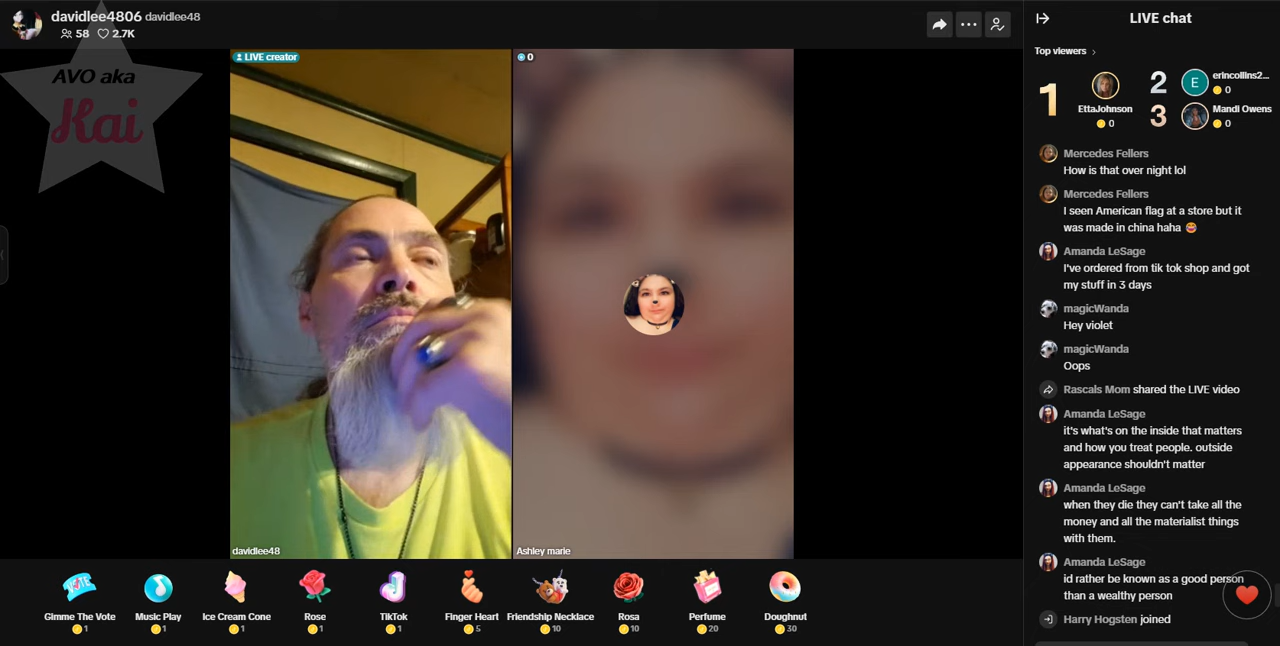 davidlee4806 davidlee48
58 2.7K
AVO aka
Kai
LIVE creator
0
davidlee48
Ashley marie
Gimme The Vote
1
Music Play
1
Ice Cream Cone
1
Rose
1
TikTok
1
Finger Heart
5
Friendship Necklace
10
Rosa
10
Perfume
20
Doughnut
30
LIVE chat
Top viewers
1
EttaJohnson
0
2
E
erincollins2...
0
3
Mandi Owens
0
Mercedes Fellers
How is that over night lol
Mercedes Fellers
I seen American flag at a store but it
was made in china haha
Amanda LeSage
I've ordered from tik tok shop and got
my stuff in 3 days
magicWanda
Hey violet
magicWanda
Oops
Rascals Mom shared the LIVE video
Amanda LeSage
it's what's on the inside that matters
and how you treat people. outside
appearance shouldn't matter
Amanda LeSage
when they die they can't take all the
money and all the materialist things
with them.
Amanda LeSage
id rather be known as a good person
than a wealthy person
Harry Hogsten joined